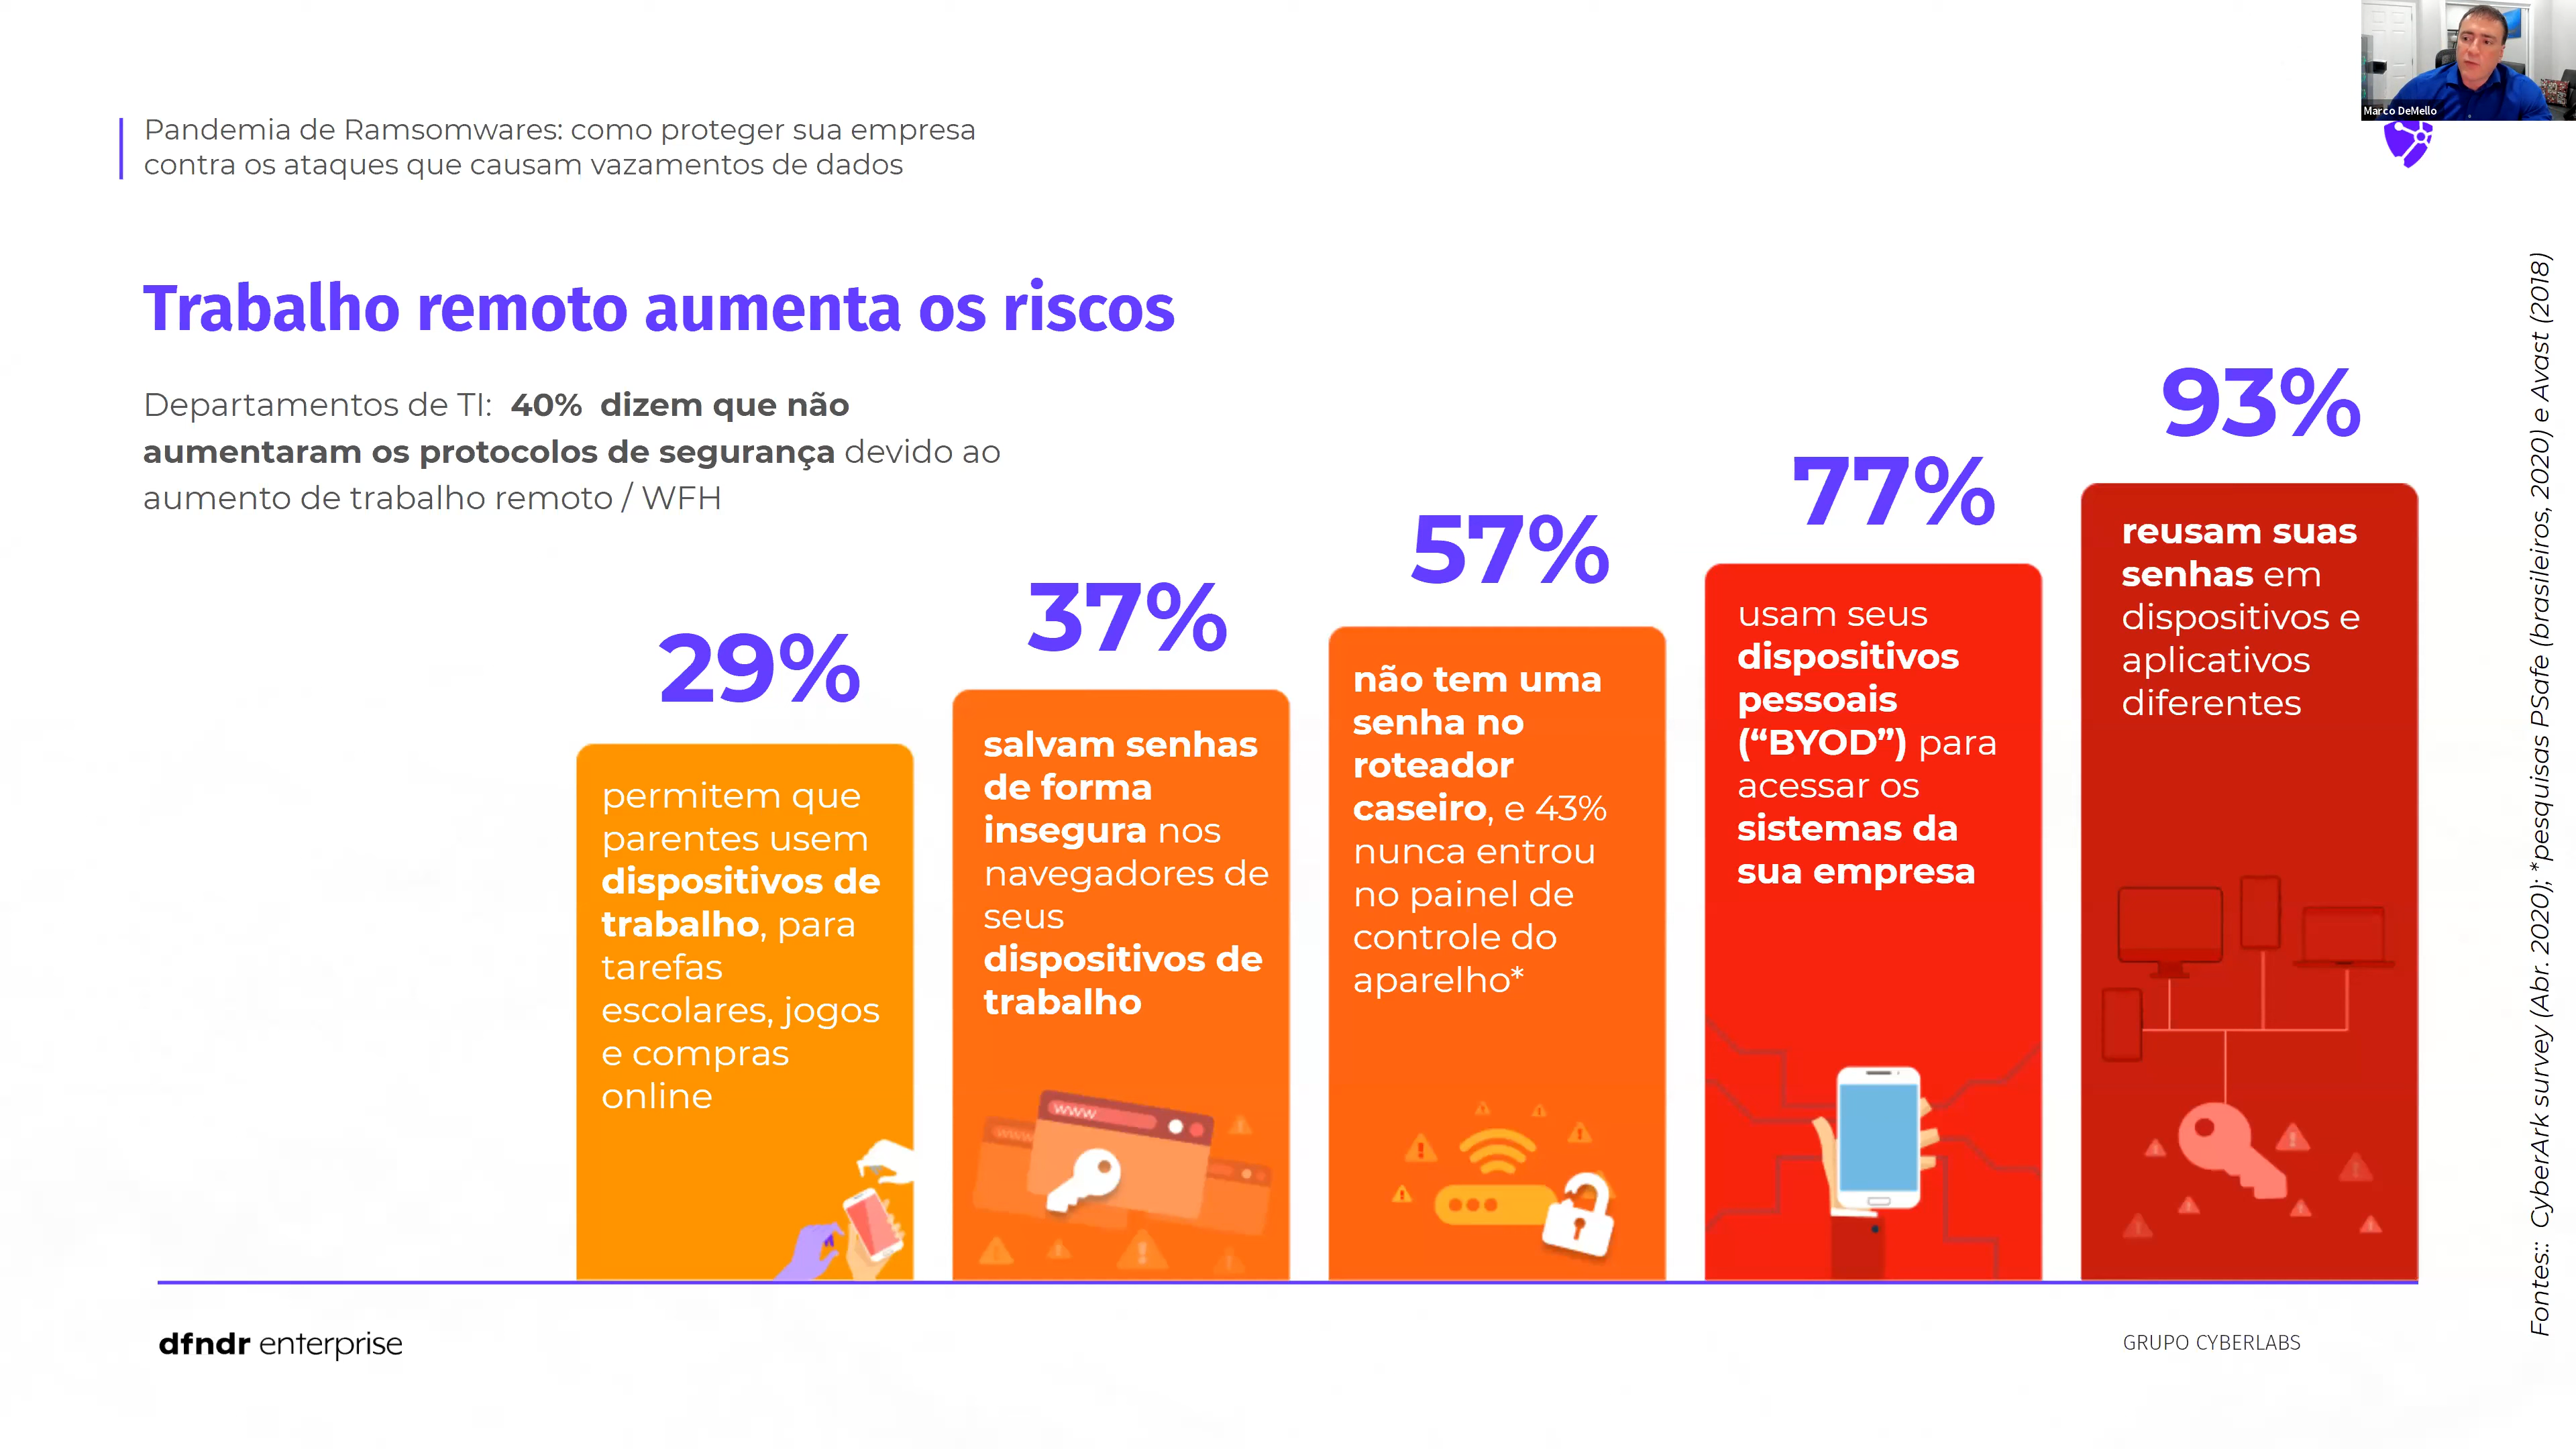 Marco DeMello
Pandemia de Ramsomwares: como proteger sua empresa
contra os ataques que causam vazamentos de dados
Trabalho remoto aumenta os riscos
Departamentos de TI: 40% dizem que não
aumentaram os protocolos de segurança devido ao
aumento de trabalho remoto / WFH
29%
permitem que
parentes usem
dispositivos de
trabalho, para
tarefas
escolares, jogos
e compras
online
37%
salvam senhas
de forma
insegura nos
navegadores de
seus
dispositivos de
trabalho
www
www
57%
não tem uma
senha no
roteador
caseiro, e 43%
nunca entrou
no painel de
controle do
aparelho*
77%
usam seus
dispositivos
pessoais
(“BYOD”) para
acessar os
sistemas da
sua empresa
93%
reusam suas
senhas em
dispositivos e
aplicativos
diferentes
Fontes:: CyberArk survey (Abr. 2020); *pesquisas PSafe (brasileiros, 2020) e Avast (2018)
dfndr enterprise
GRUPO CYBERLABS